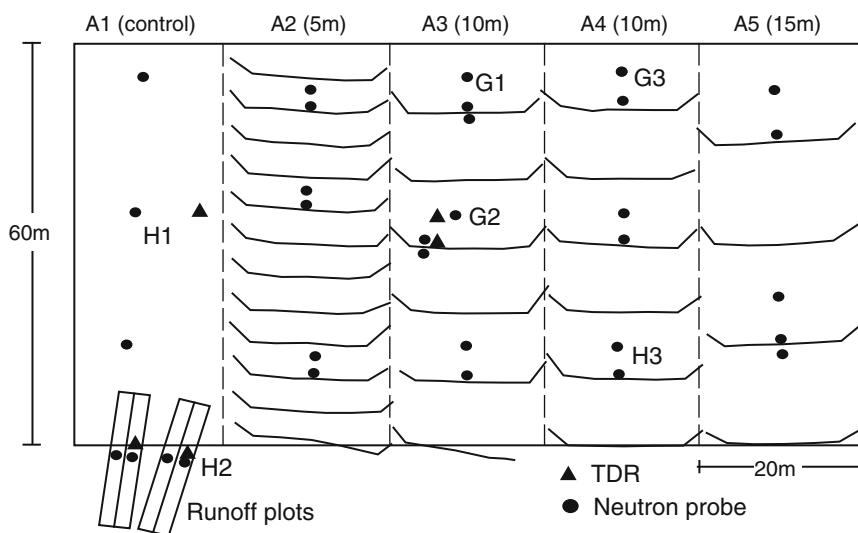 A1 (control) A2 (5m) A3 (10m) A4 (10m) A5 (15m)
G1 G3
60m
H1 G2
H3
H2
TDR
20m
Runoff plots Neutron probe